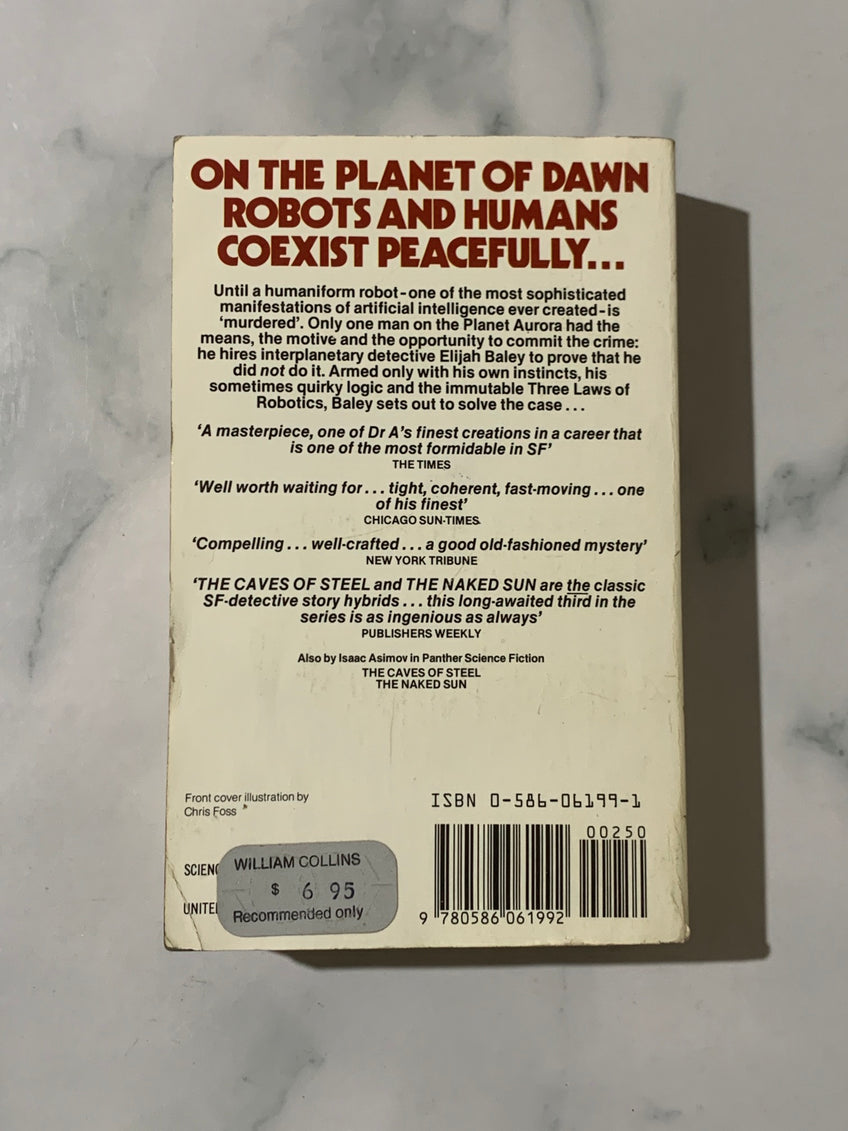 ON THE PLANET OF DAWN
ROBOTS AND HUMANS
COEXIST PEACEFULLY...
Until a humaniform robot-one of the most sophisticated
manifestations of artificial intelligence ever created-is
‘murdered’. Only one man on the Planet Aurora had the
means, the motive and the opportunity to commit the crime:
he hires interplanetary detective Elijah Baley to prove that he
did not do it. Armed only with his own instincts, his
sometimes quirky logic and the immutable Three Laws of
Robotics, Baley sets out to solve the case...
‘A masterpiece, one of Dr A’s finest creations in a career that
is one of the most formidable in SF’
THE TIMES
‘Well worth waiting for... tight, coherent, fast-moving... one
of his finest’
CHICAGO SUN-TIMES
‘Compelling... well-crafted... a good old-fashioned mystery’
NEW YORK TRIBUNE
‘THE CAVES OF STEEL and THE NAKED SUN are the classic
SF-detective story hybrids... this long-awaited third in the
series is as ingenious as always’
PUBLISHERS WEEKLY
Also by Isaac Asimov in Panther Science Fiction
THE CAVES OF STEEL
THE NAKED SUN
Front cover illustration by
Chris Foss
ISBN 0-586-06199-1
00250
9 780586 061992
WILLIAM COLLINS
$ 6 95
Recommended only